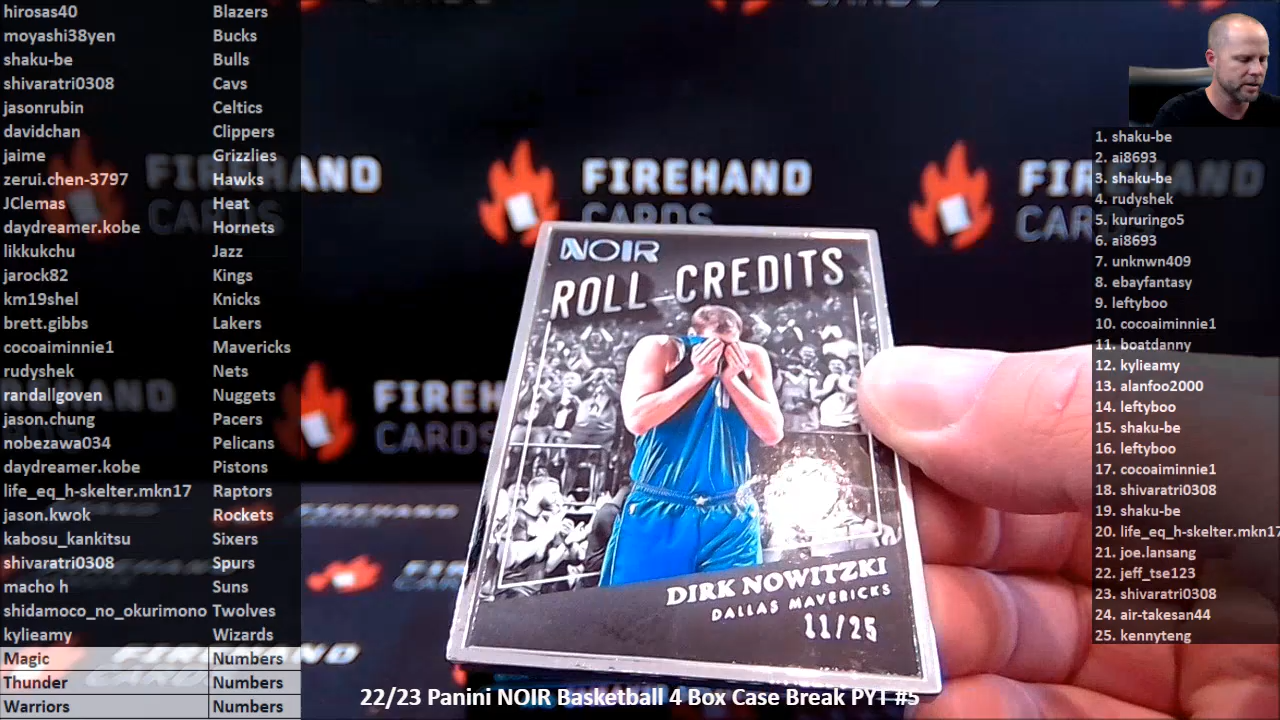 hirosas40 Blazers
moyashi38yen Bucks
shaku-be Bulls
shivaratri0308 Cavs
jasonrubin Celtics
davidchan Clippers
jaime Grizzlies
zerui.chen-3797 Hawks
JClemas Heat
daydreamer.kobe Hornets
likkukchu Jazz
jarock82 Kings
km19shel Knicks
brett.gibbs Lakers
cocoaiminnie1 Mavericks
rudyshek Nets
randallgoven Nuggets
jason.chung Pacers
nobezawa034 Pelicans
daydreamer.kobe Pistons
life_eq_h-skelter.mkn17 Raptors
jason.kwok Rockets
kabosu_kankitsu Sixers
shivaratri0308 Spurs
macho h Suns
shidamoco_no_okurimono Twolves
kylieamy Wizards
Magic Numbers
Thunder Numbers
Warriors Numbers
FIREHAND
CARDS
FIREHAND
CARDS
FIREHAND
CARDS
FIREHAND
CARDS
NOIR
ROLL CREDITS
DIRK NOWITZKI
DALLAS MAVERICKS
11/25
22/23 Panini NOIR Basketball 4 Box Case Break PYT #5
1. shaku-be
2. ai8693
3. shaku-be
4. rudyshek
5. kururingo5
6. ai8693
7. unknwn409
8. ebayfantasy
9. leftyboo
10. cocoaiminnie1
11. boatdanny
12. kylieamy
13. alanfoo2000
14. leftyboo
15. shaku-be
16. leftyboo
17. cocoaiminnie1
18. shivaratri0308
19. shaku-be
20. life_eq_h-skelter.mkn17
21. joe.lansang
22. jeff_tse123
23. shivaratri0308
24. air-takesan44
25. kennyteng